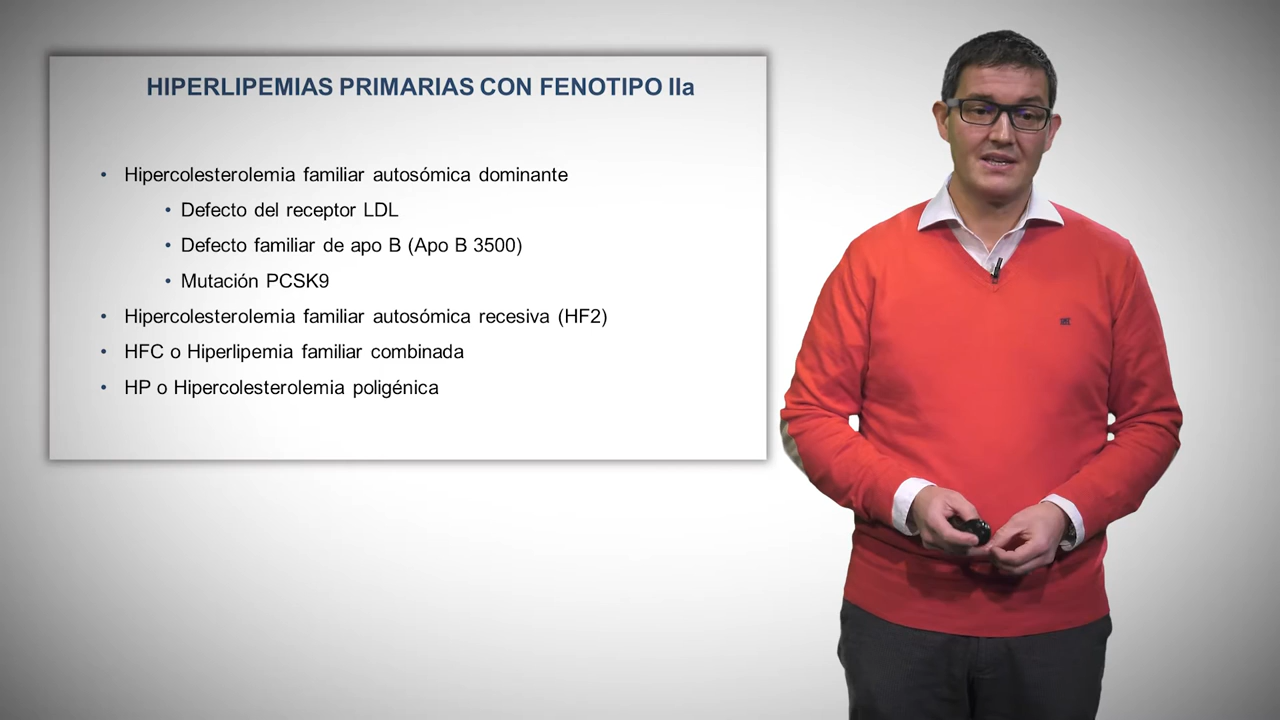 HIPERLIPEMIAS PRIMARIAS CON FENOTIPO IIa
• Hipercolesterolemia familiar autosómica dominante
• Defecto del receptor LDL
• Defecto familiar de apo B (Apo B 3500)
• Mutación PCSK9
• Hipercolesterolemia familiar autosómica recesiva (HF2)
• HFC o Hiperlipemia familiar combinada
• HP o Hipercolesterolemia poligénica